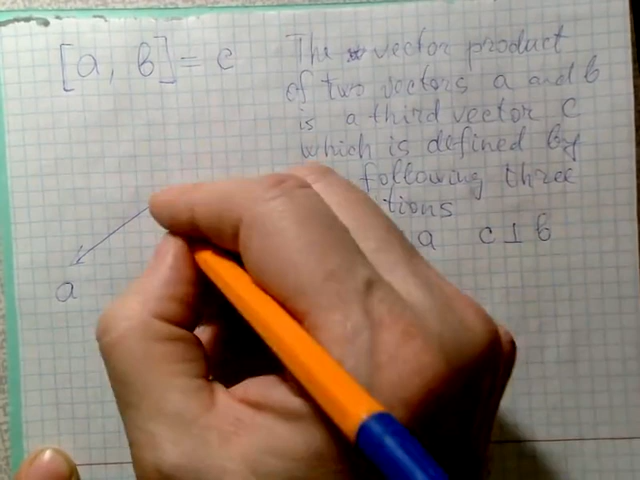 [a, b] = c
The vector product
of two vectors a and b
is a third vector c
which is defined by
following three
tions
a c⊥b
a